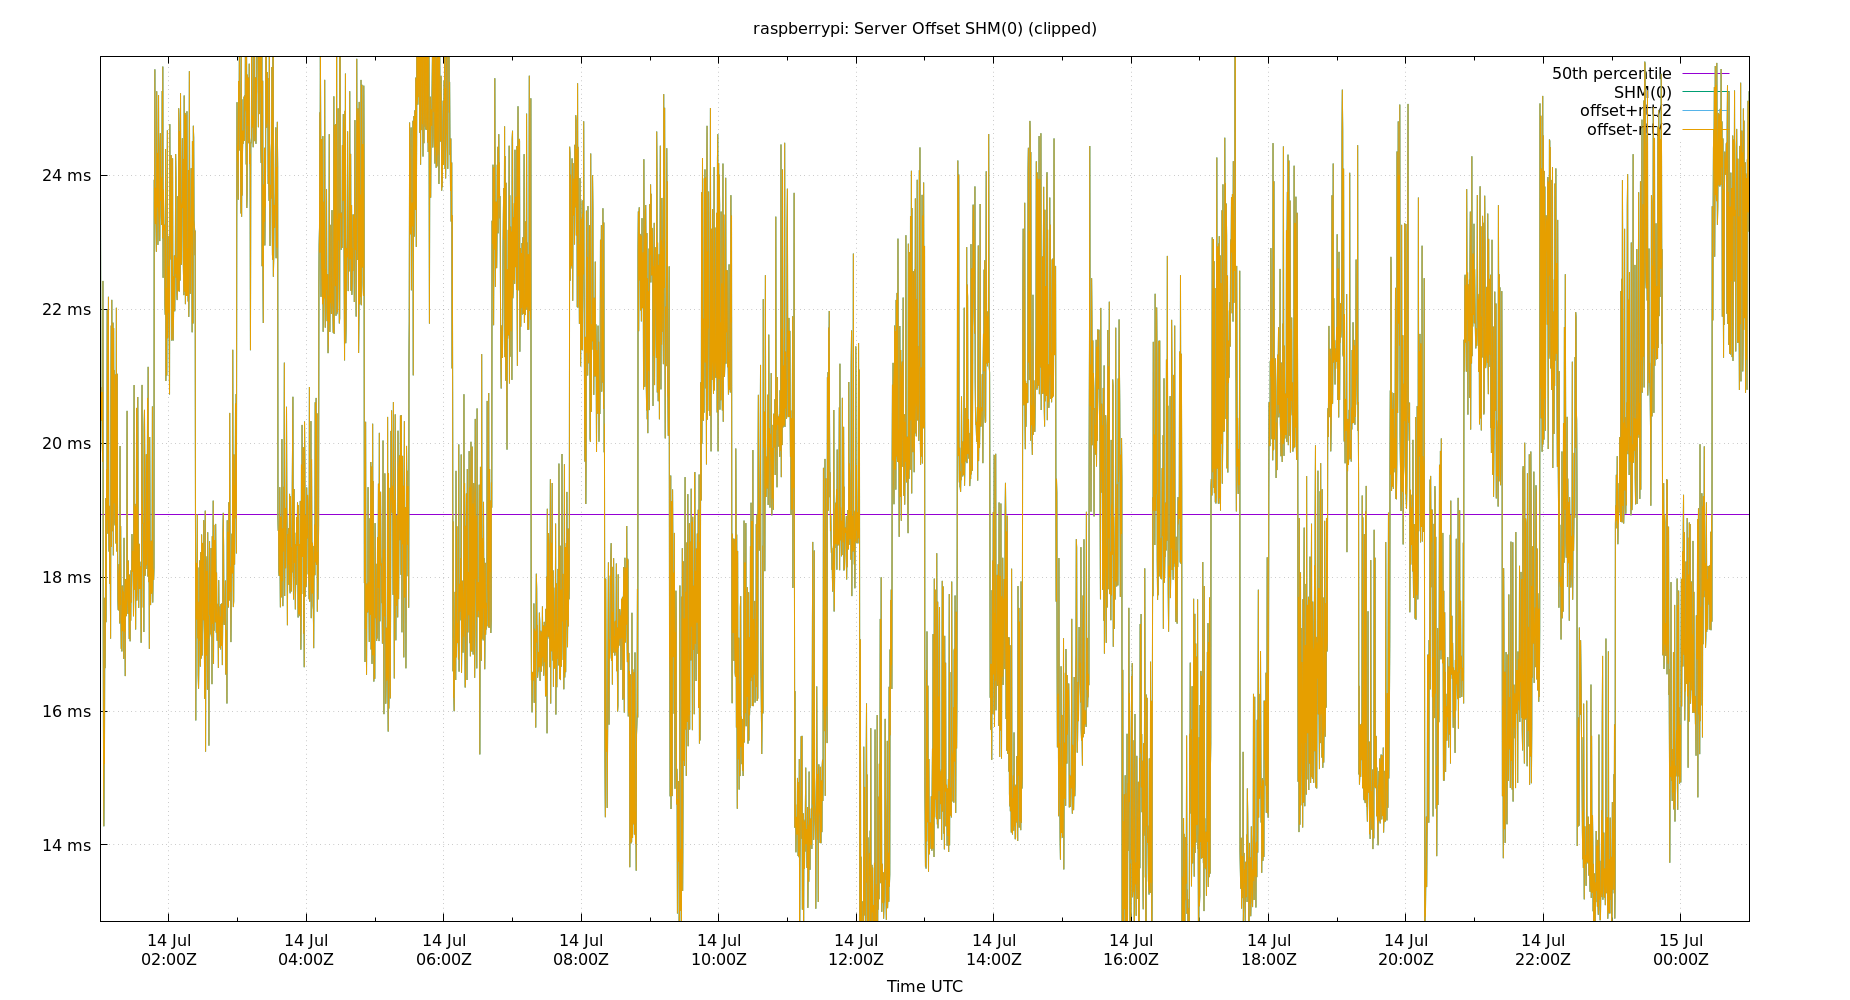 raspberrypi: Server Offset SHM(0) (clipped)
50th percentile
SHM(0)
offset+rtt/2
offset-rtt/2
24 ms
22 ms
20 ms
18 ms
16 ms
14 ms
14 Jul 14 Jul 14 Jul 14 Jul 14 Jul 14 Jul 14 Jul 14 Jul 14 Jul 14 Jul 14 Jul 15 Jul
02:00Z 04:00Z 06:00Z 08:00Z 10:00Z 12:00Z 14:00Z 16:00Z 18:00Z 20:00Z 22:00Z 00:00Z
Time UTC